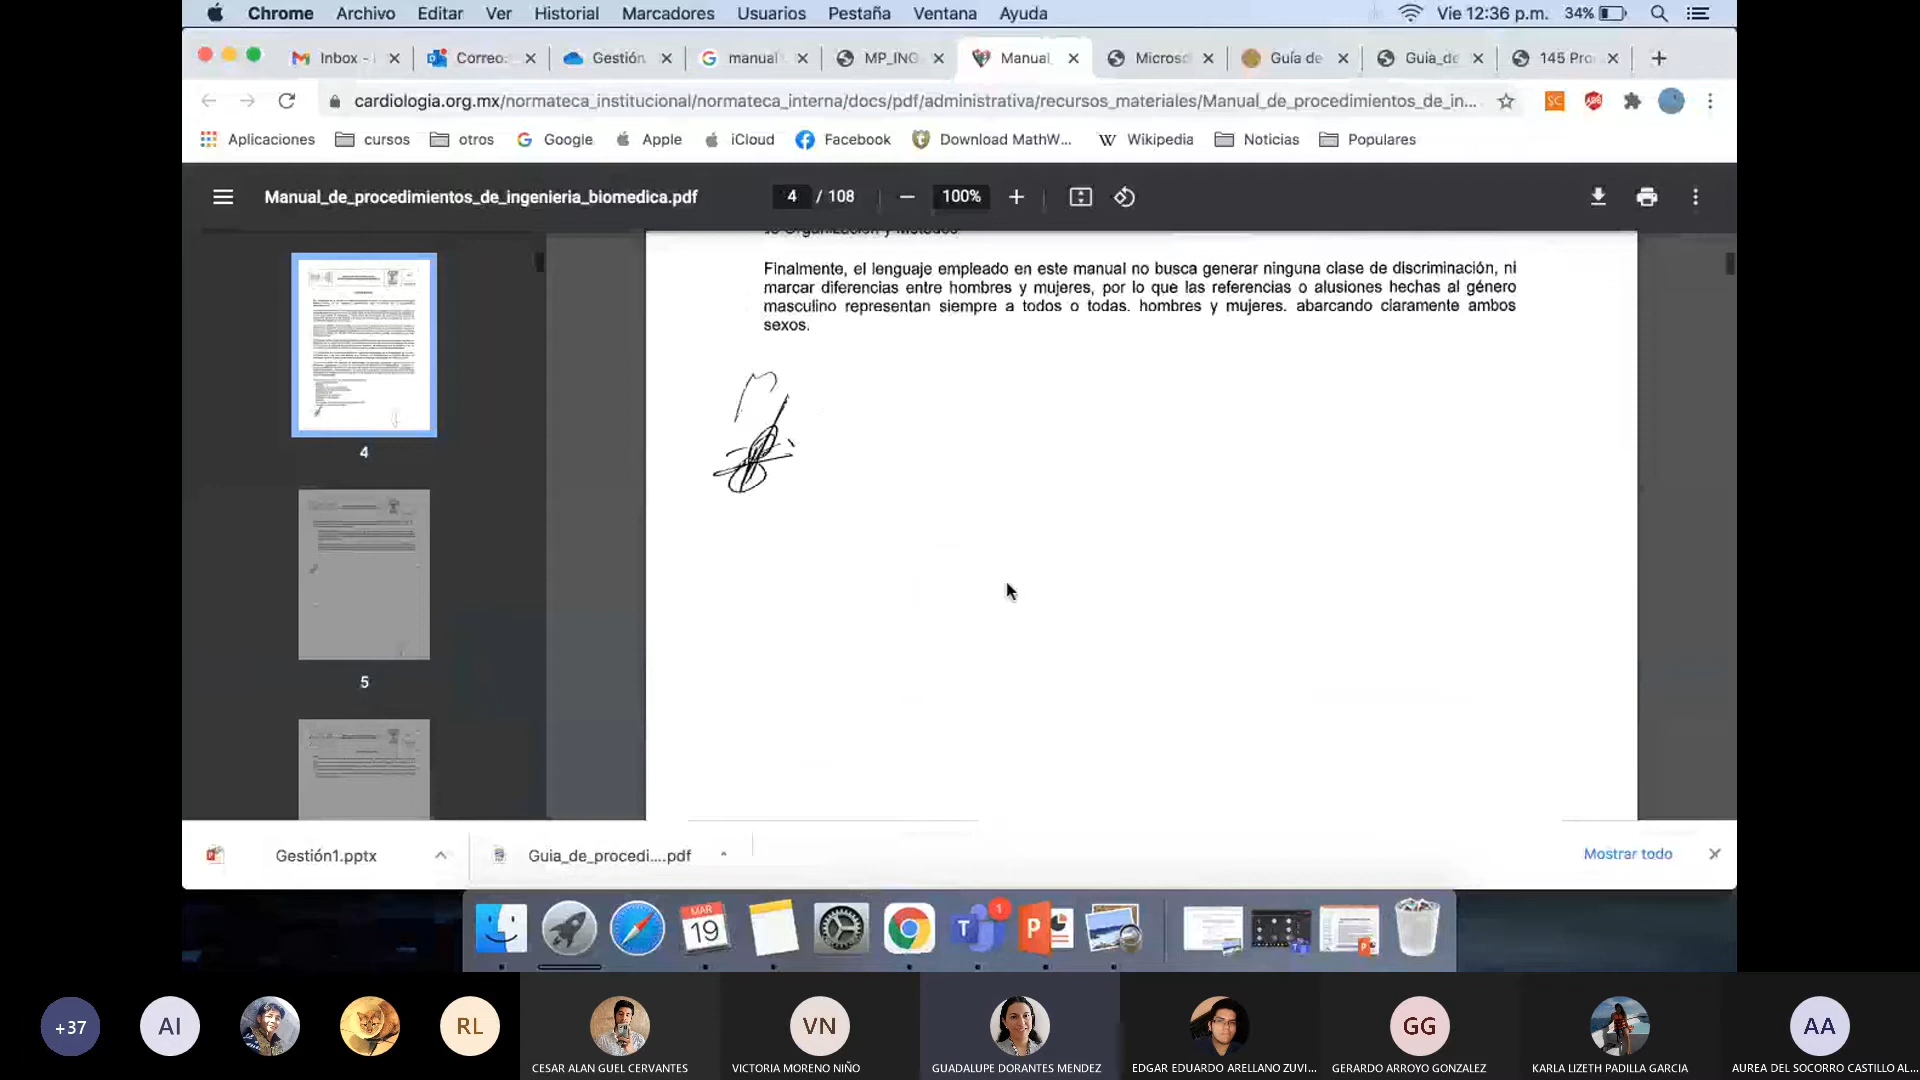 Chrome Archivo Editar Ver Historial Marcadores Usuarios Pestaña Ventana Ayuda Vie 12:36 p.m. 34%
Inbox - Correo: Gestión manual MP_ING Manual_ Microso Guía de Guia_de 145 Pro
cardiologia.org.mx/normateca_institucional/normateca_interna/docs/pdf/administrativa/recursos_materiales/Manual_de_procedimientos_de_in... SC ABP
Aplicaciones cursos otros Google Apple iCloud Facebook Download MathW... Wikipedia Noticias Populares
Manual_de_procedimientos_de_ingenieria_biomedica.pdf 4 / 108 100%
Organización y Métodos
Finalmente, el lenguaje empleado en este manual no busca generar ninguna clase de discriminación, ni
marcar diferencias entre hombres y mujeres, por lo que las referencias o alusiones hechas al género
masculino representan siempre a todos o todas. hombres y mujeres. abarcando claramente ambos
sexos.
4
5
Gestión1.pptx Guia_de_procedi....pdf Mostrar todo
MAR
19
1
+37 AI RL VN GG AA
CESAR ALAN GUEL CERVANTES VICTORIA MORENO NIÑO GUADALUPE DORANTES MENDEZ EDGAR EDUARDO ARELLANO ZUVI... GERARDO ARROYO GONZALEZ KARLA LIZETH PADILLA GARCIA AUREA DEL SOCORRO CASTILLO AL...